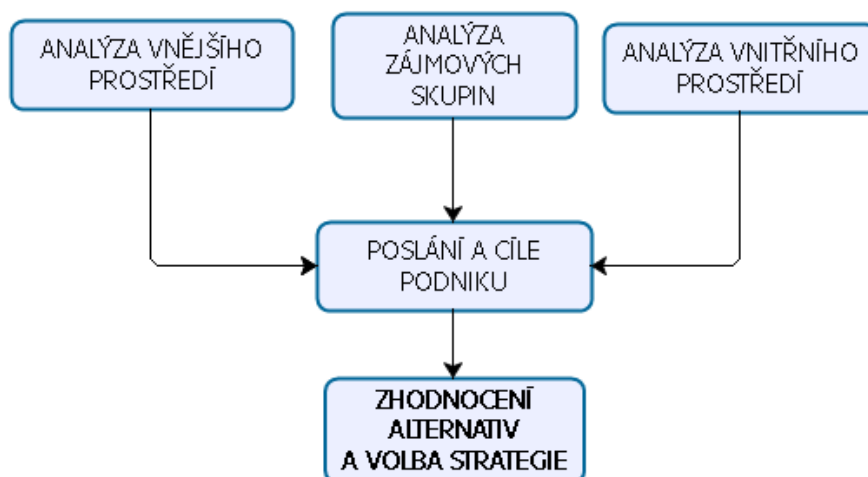 ANALÝZA VNĚJŠÍHO
PROSTŘEDÍ
ANALÝZA
ZÁJMOVÝCH
SKUPIN
ANALÝZA VNITŘNÍHO
PROSTŘEDÍ
POSLÁNÍ A CÍLE
PODNIKU
ZHODNOCENÍ
ALTERNATIV
A VOLBA STRATEGIE